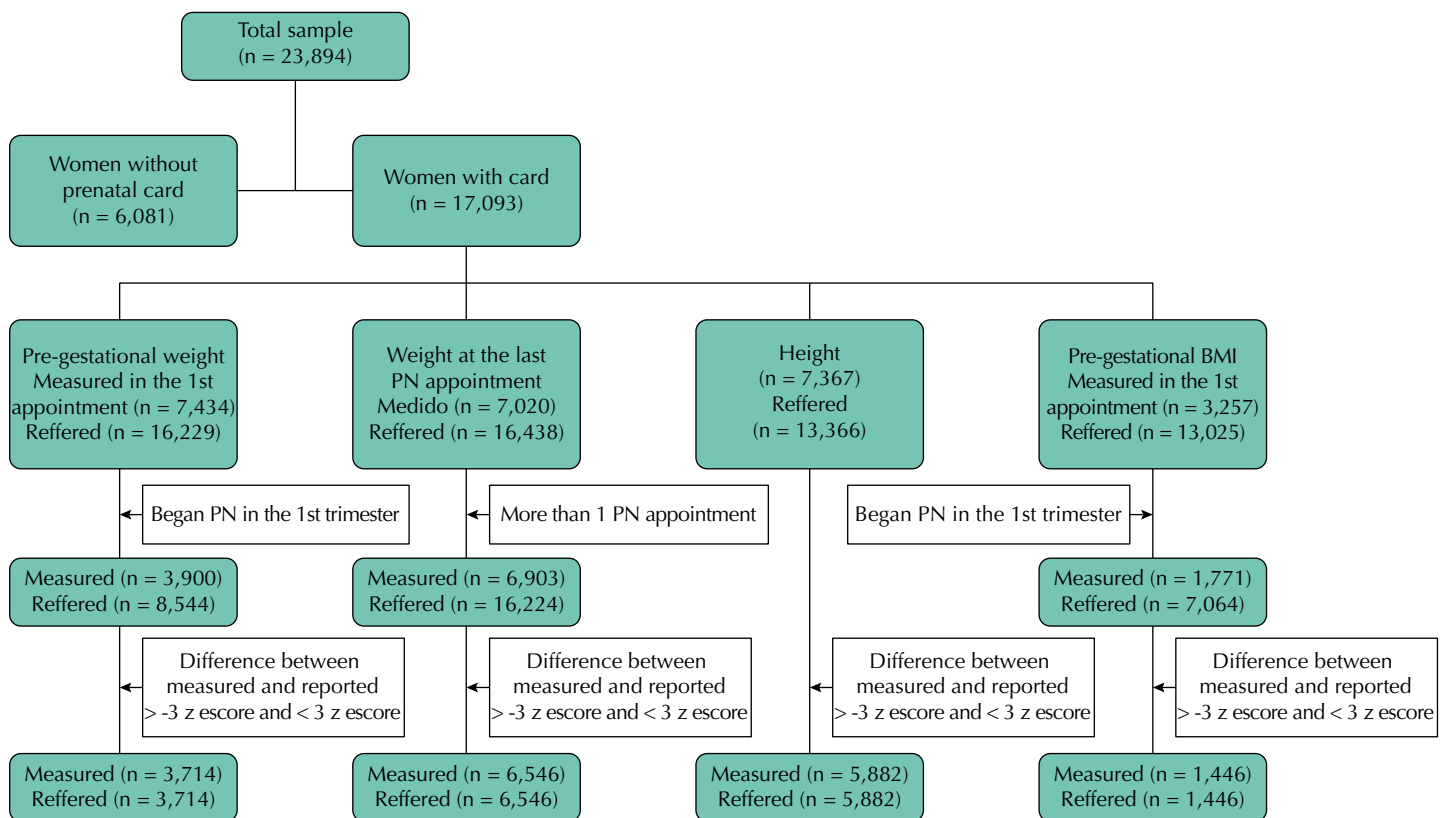 Total sample
(n = 23,894)
Women without
prenatal card
(n = 6,081)
Women with card
(n = 17,093)
Pre-gestational weight
Measured in the 1st
appointment (n = 7,434)
Reffered (n = 16,229)
Weight at the last
PN appointment
Medido (n = 7,020)
Reffered (n = 16,438)
Height
(n = 7,367)
Reffered
(n = 13,366)
Pre-gestational BMI
Measured in the 1st
appointment (n = 3,257)
Reffered (n = 13,025)
Began PN in the 1st trimester
More than 1 PN appointment
Began PN in the 1st trimester
Measured (n = 3,900)
Reffered (n = 8,544)
Measured (n = 6,903)
Reffered (n = 16,224)
Measured (n = 1,771)
Reffered (n = 7,064)
Difference between
measured and reported
> -3 z escore and < 3 z escore
Difference between
measured and reported
> -3 z escore and < 3 z escore
Difference between
measured and reported
> -3 z escore and < 3 z escore
Difference between
measured and reported
> -3 z escore and < 3 z escore
Measured (n = 3,714)
Reffered (n = 3,714)
Measured (n = 6,546)
Reffered (n = 6,546)
Measured (n = 5,882)
Reffered (n = 5,882)
Measured (n = 1,446)
Reffered (n = 1,446)